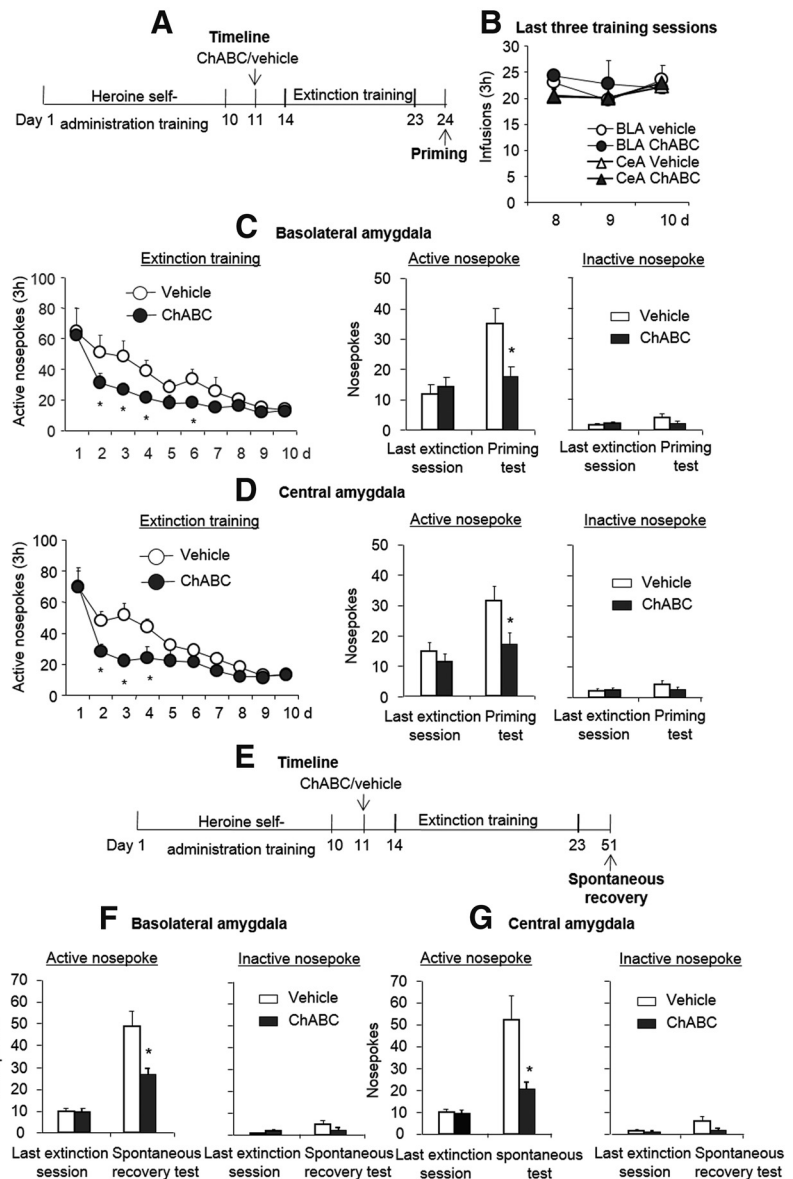 A
Timeline
ChABC/vehicle
Heroine self-
administration training
Extinction training
Day 1
10
11
14
23
24
Priming
B
Last three training sessions
Infusions (3h)
30
25
20
15
10
5
0
BLA vehicle
BLA ChABC
CeA Vehicle
CeA ChABC
8 9 10 d
C
Basolateral amygdala
Extinction training
Active nosepokes (3h)
100
80
60
40
20
0
Vehicle
ChABC
* * * *
1 2 3 4 5 6 7 8 9 10 d
Active nosepoke
Nosepokes
50
40
30
20
10
0
*
Last extinction session
Priming test
Inactive nosepoke
Vehicle
ChABC
Last extinction session
Priming test
D
Central amygdala
Extinction training
Active nosepokes (3h)
100
80
60
40
20
0
Vehicle
ChABC
* * *
1 2 3 4 5 6 7 8 9 10 d
Active nosepoke
Nosepokes
50
40
30
20
10
0
*
Last extinction session
Priming test
Inactive nosepoke
Vehicle
ChABC
Last extinction session
Priming test
E
Timeline
ChABC/vehicle
Heroine self-
administration training
Extinction training
Day 1
10
11
14
23
51
Spontaneous
recovery
F
Basolateral amygdala
Active nosepoke
70
60
50
40
30
20
10
0
*
Last extinction session
Spontaneous recovery test
Inactive nosepoke
Vehicle
ChABC
Last extinction session
Spontaneous recovery test
G
Central amygdala
Active nosepoke
Nosepokes
70
60
50
40
30
20
10
0
*
Last extinction session
spontaneous test
Inactive nosepoke
Vehicle
ChABC
Last extinction session
Spontaneous recovery test